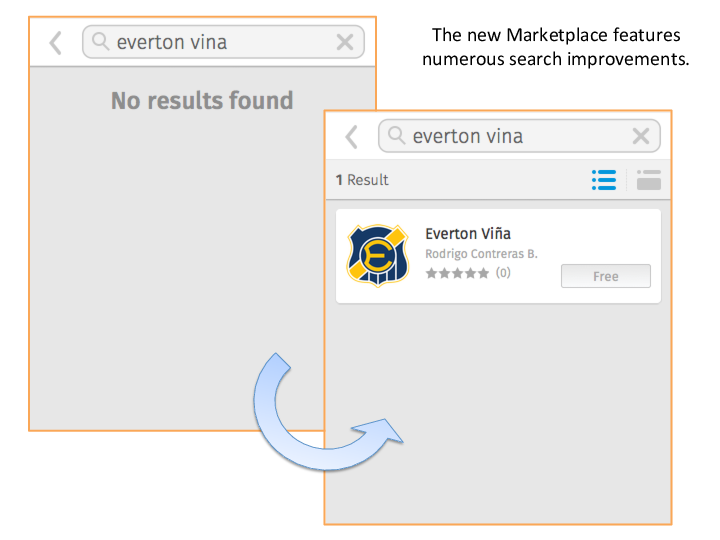 everton vina
No results found
The new Marketplace features
numerous search improvements.
everton vina
1 Result
Everton Viña
Rodrigo Contreras B.
(0)
Free
E